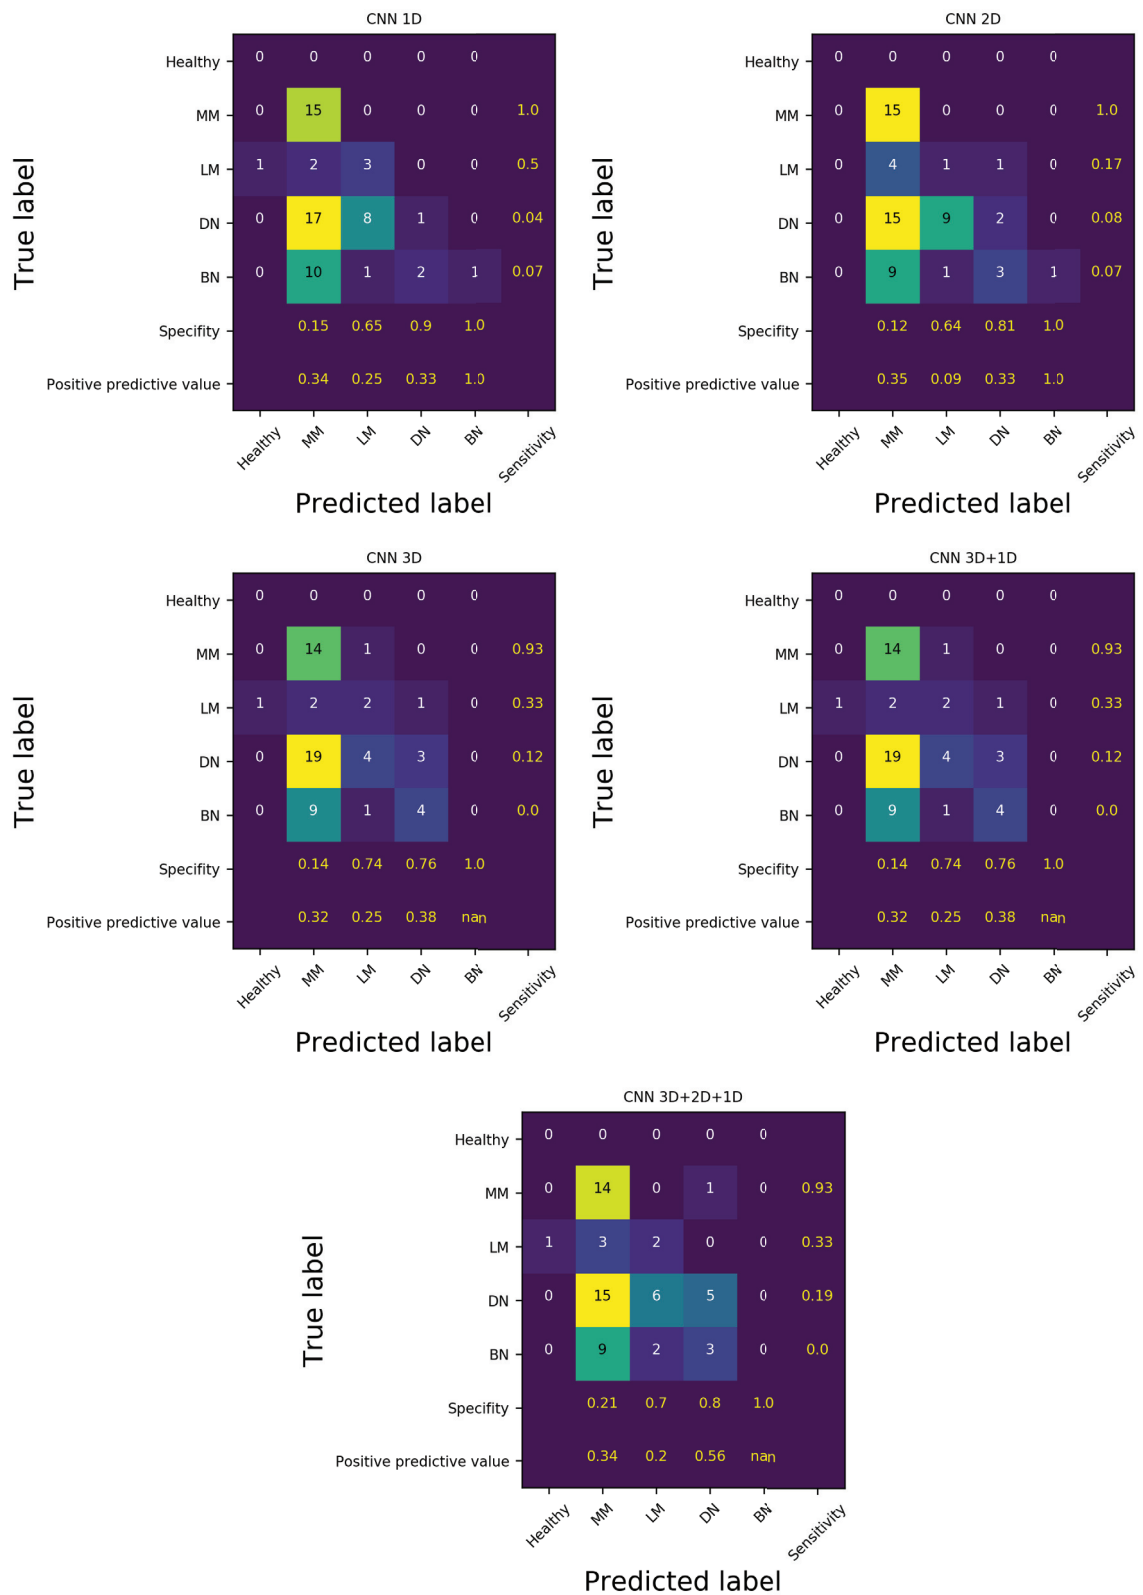 CNN 1D
Healthy 0 0 0 0 0
MM 0 15 0 0 0 1.0
LM 1 2 3 0 0 0.5
DN 0 17 8 1 0 0.04
BN 0 10 1 2 1 0.07
Specifity 0.15 0.65 0.9 1.0
Positive predictive value 0.34 0.25 0.33 1.0
Healthy MM LM DN BN Sensitivity
Predicted label
True label
CNN 2D
Healthy 0 0 0 0 0
MM 0 15 0 0 0 1.0
LM 0 4 1 1 0 0.17
DN 0 15 9 2 0 0.08
BN 0 9 1 3 1 0.07
Specifity 0.12 0.64 0.81 1.0
Positive predictive value 0.35 0.09 0.33 1.0
Healthy MM LM DN BN Sensitivity
Predicted label
True label
CNN 3D
Healthy 0 0 0 0 0
MM 0 14 1 0 0 0.93
LM 1 2 2 1 0 0.33
DN 0 19 4 3 0 0.12
BN 0 9 1 4 0 0.0
Specifity 0.14 0.74 0.76 1.0
Positive predictive value 0.32 0.25 0.38 nan
Healthy MM LM DN BN Sensitivity
Predicted label
True label
CNN 3D+1D
Healthy 0 0 0 0 0
MM 0 14 1 0 0 0.93
LM 1 2 2 1 0 0.33
DN 0 19 4 3 0 0.12
BN 0 9 1 4 0 0.0
Specifity 0.14 0.74 0.76 1.0
Positive predictive value 0.32 0.25 0.38 nan
Healthy MM LM DN BN Sensitivity
Predicted label
True label
CNN 3D+2D+1D
Healthy 0 0 0 0 0
MM 0 14 0 1 0 0.93
LM 1 3 2 0 0 0.33
DN 0 15 6 5 0 0.19
BN 0 9 2 3 0 0.0
Specifity 0.21 0.7 0.8 1.0
Positive predictive value 0.34 0.2 0.56 nan
Healthy MM LM DN BN Sensitivity
Predicted label
True label